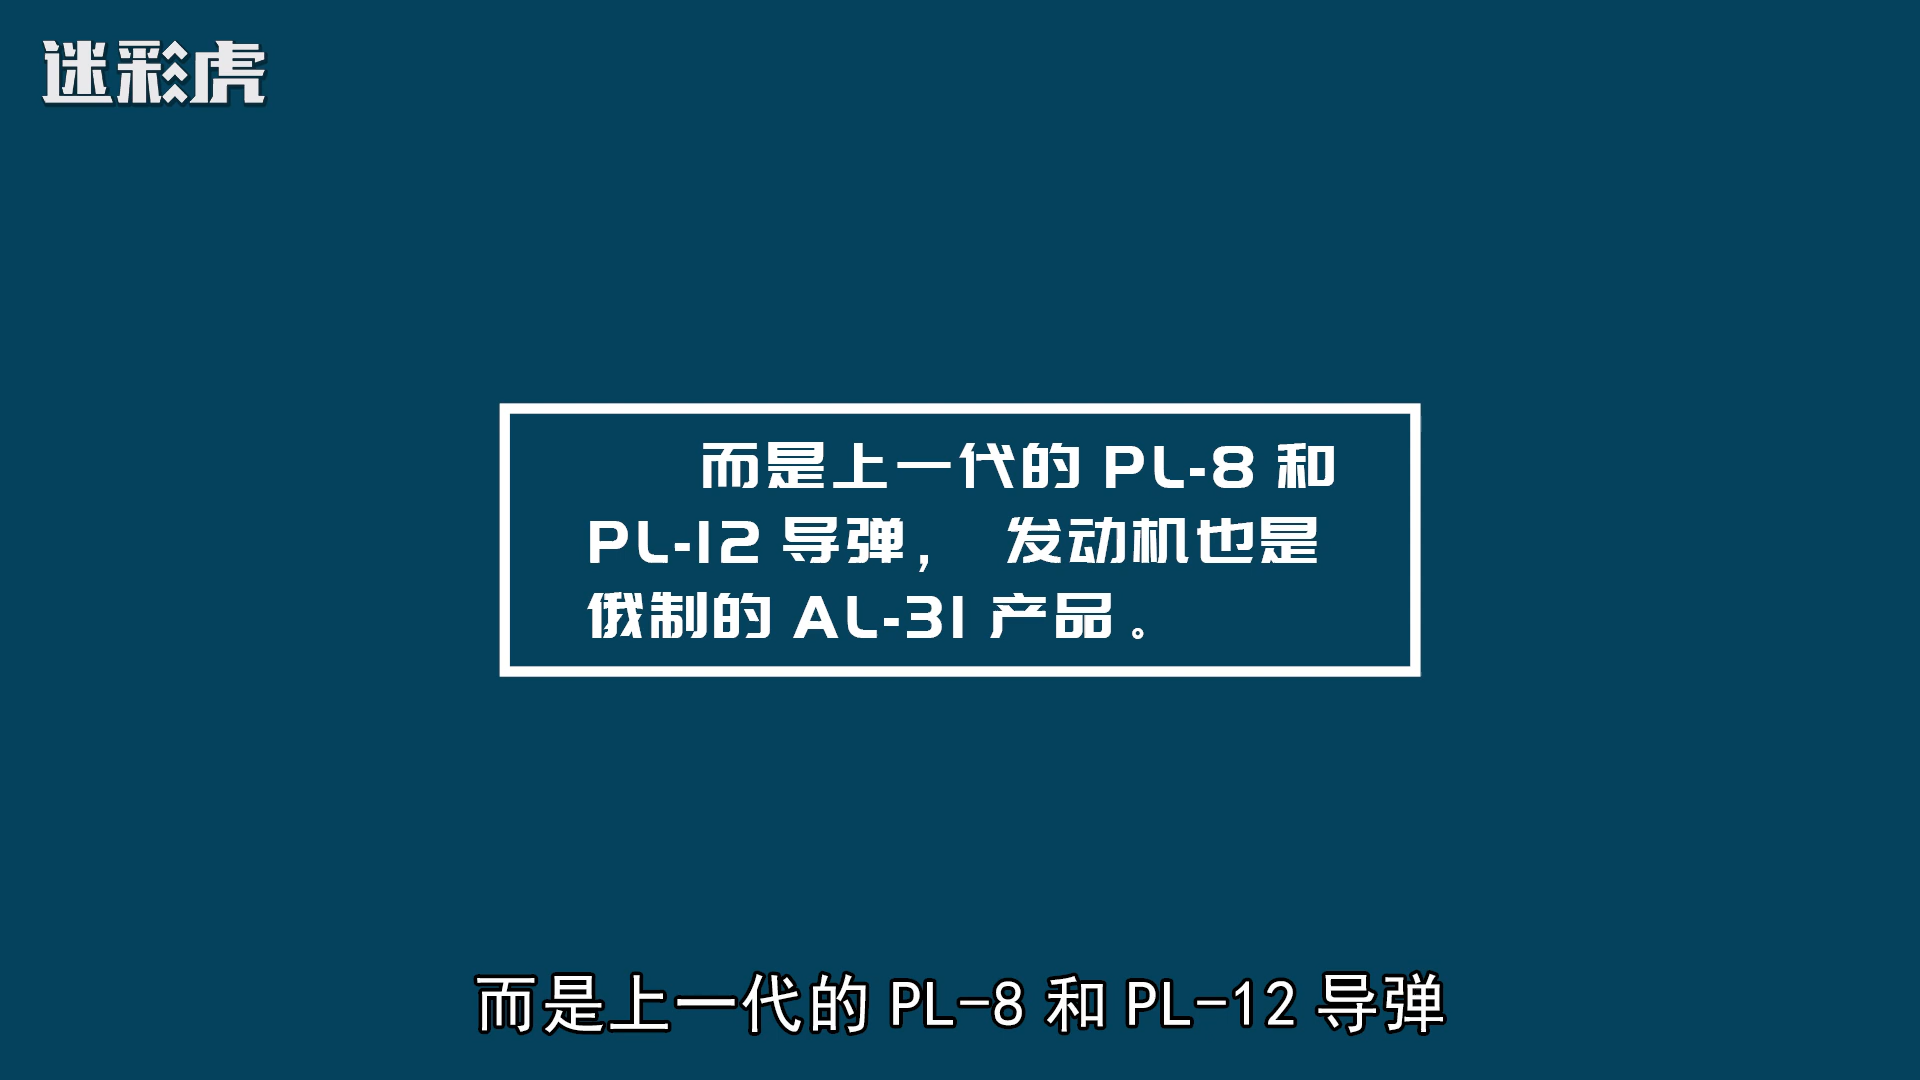 迷彩虎
而是上一代的 PL-8 和
PL-12 导弹， 发动机也是
俄制的 AL-31 产品。
而是上一代的 PL-8 和 PL-12 导弹